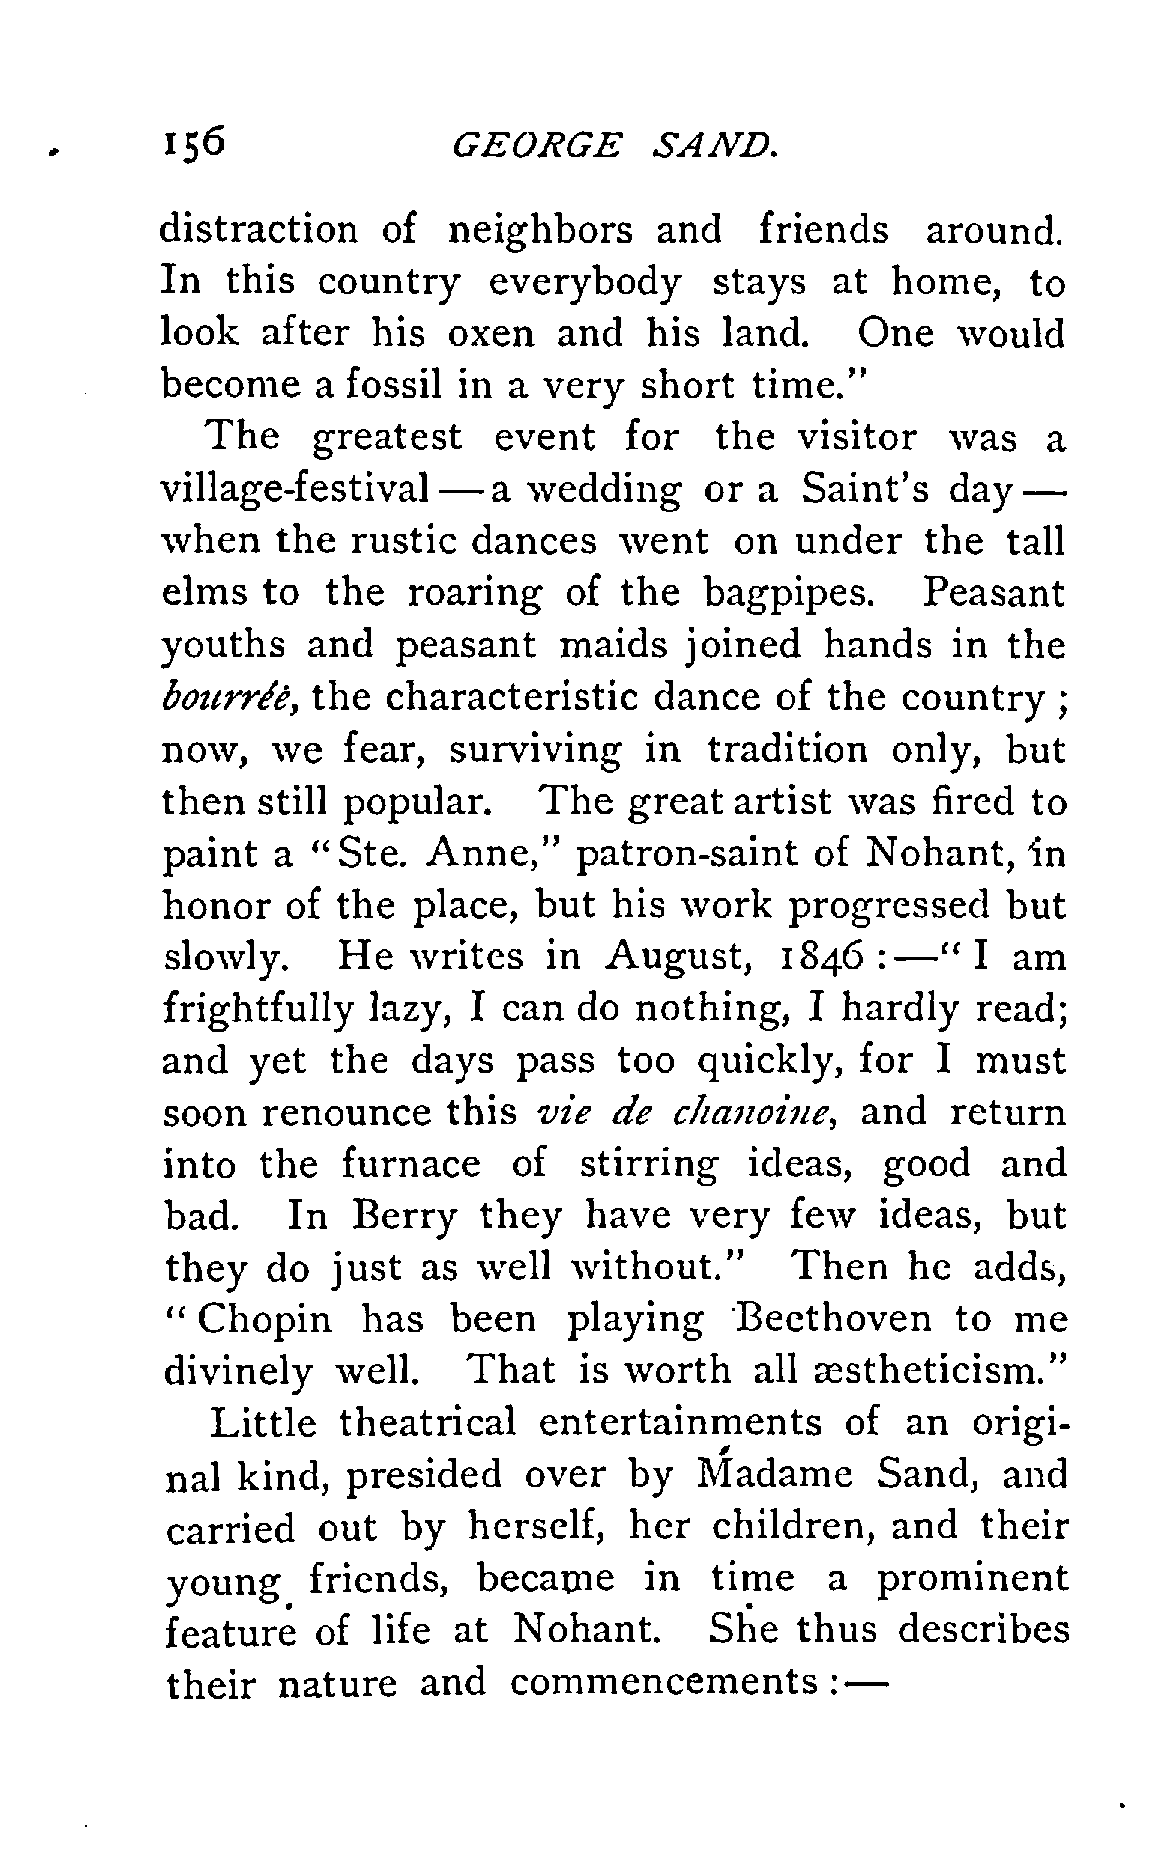 156 GEORGE SAND.
distraction of neighbors and friends around.
In this country everybody stays at home, to
look after his oxen and his land. One would
become a fossil in a very short time."
The greatest event for the visitor was a
village-festival — a wedding or a Saint's day —
when the rustic dances went on under the tall
elms to the roaring of the bagpipes. Peasant
youths and peasant maids joined hands in the
bourréè, the characteristic dance of the country ;
now, we fear, surviving in tradition only, but
then still popular. The great artist was fired to
paint a "Ste. Anne," patron-saint of Nohant, in
honor of the place, but his work progressed but
slowly. He writes in August, 1846 :—" I am
frightfully lazy, I can do nothing, I hardly read;
and yet the days pass too quickly, for I must
soon renounce this vie de chanoine, and return
into the furnace of stirring ideas, good and
bad. In Berry they have very few ideas, but
they do just as well without." Then he adds,
" Chopin has been playing Beethoven to me
divinely well. That is worth all æstheticism."
Little theatrical entertainments of an origi-
nal kind, presided over by Madame Sand, and
carried out by herself, her children, and their
young friends, became in time a prominent
feature of life at Nohant. She thus describes
their nature and commencements :—